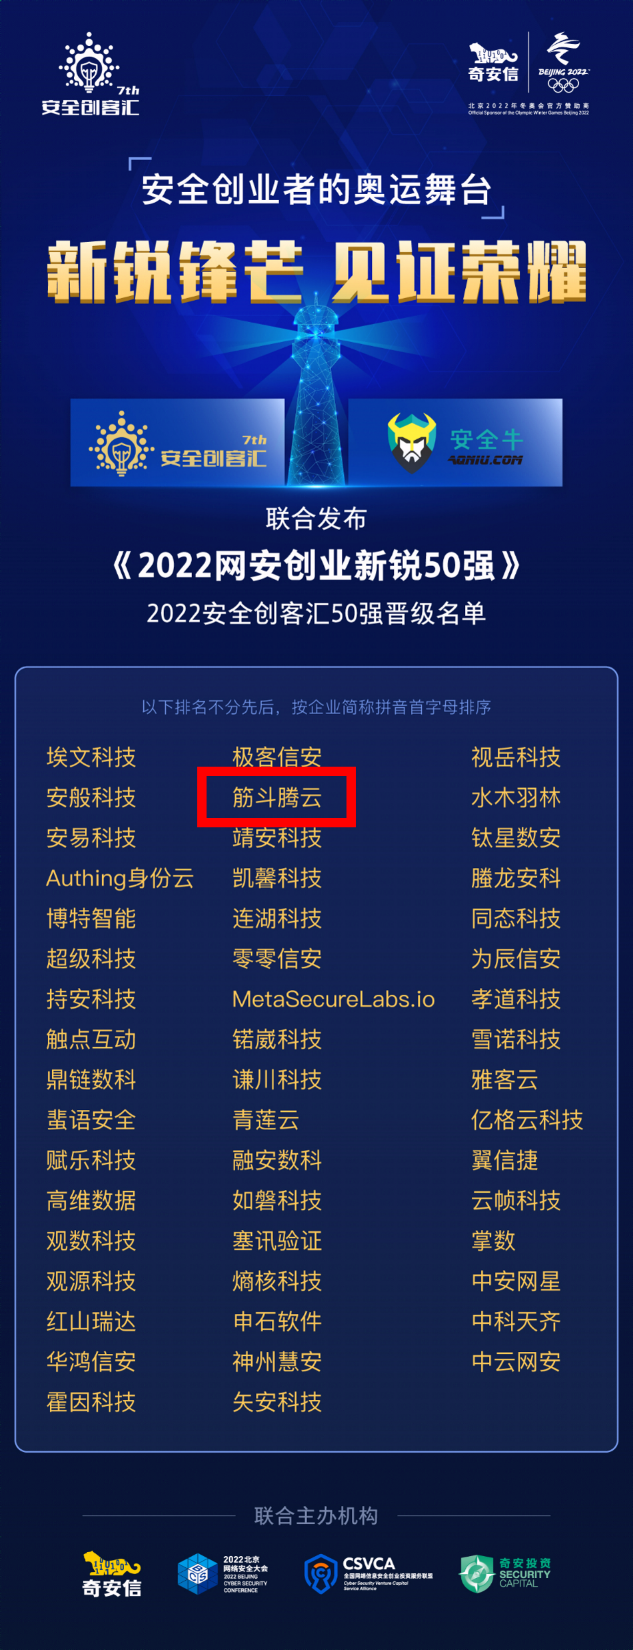 7th
安全创客汇
奇安信
BEIJING 2022
北京2022年冬奥会官方赞助商
Official Sponsor of the Olympic Winter Games Beijing 2022
安全创业者的奥运舞台
新锐锋芒 见证荣耀
7th
安全创客汇
安全牛
AQNIU.COM
联合发布
《2022网安创业新锐50强》
2022安全创客汇50强晋级名单
以下排名不分先后，按企业简称拼音首字母排序
埃文科技 极客信安 视岳科技
安般科技 筋斗腾云 水木羽林
安易科技 靖安科技 钛星数安
Authing身份云 凯馨科技 螣龙安科
博特智能 连湖科技 同态科技
超级科技 零零信安 为辰信安
持安科技 MetaSecureLabs.io 孝道科技
触点互动 锘崴科技 雪诺科技
鼎链数科 谦川科技 雅客云
蜚语安全 青莲云 亿格云科技
赋乐科技 融安数科 翼信捷
高维数据 如磐科技 云帧科技
观数科技 塞讯验证 掌数
观源科技 熵核科技 中安网星
红山瑞达 申石软件 中科天齐
华鸿信安 神州慧安 中云网安
霍因科技 矢安科技
联合主办机构
奇安信
2022北京
网络安全大会
2022 BEIJING
CYBER SECURITY
CONFERENCE
CSVCA
全国网络信息安全创业投资服务联盟
Cyber Security Venture Capital
Service Alliance
奇安投资
SECURITY
CAPITAL